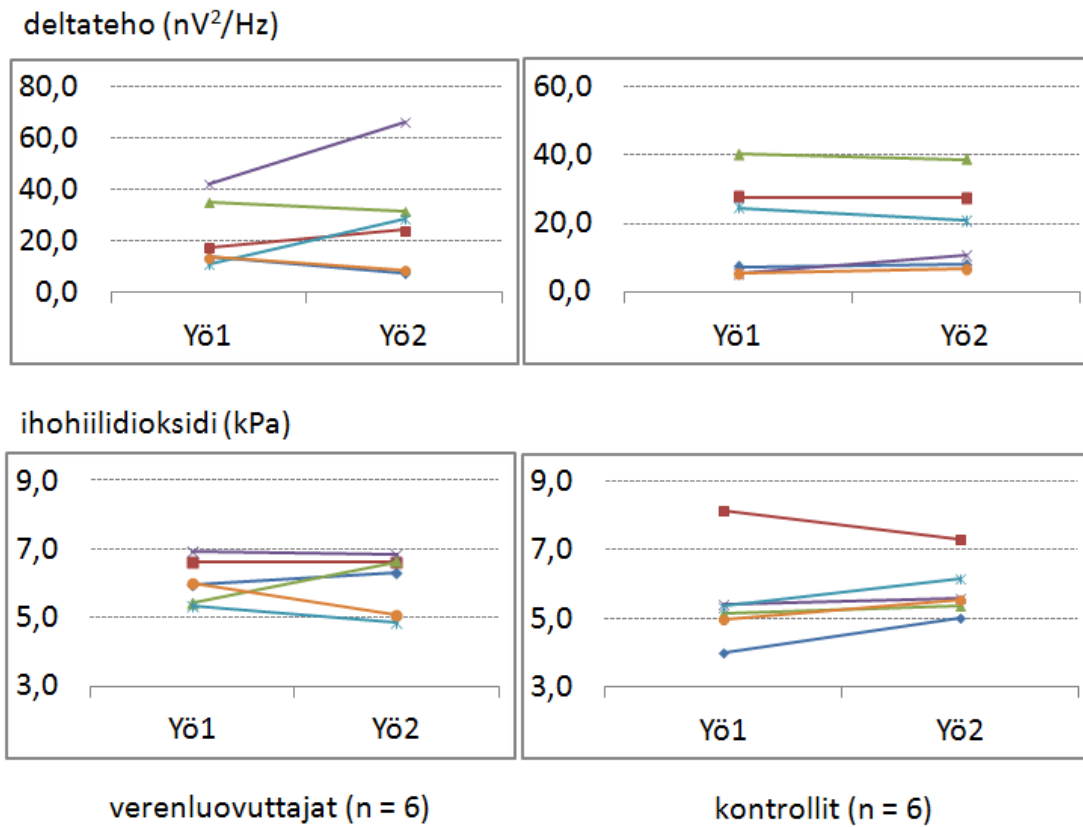 deltateho (nV²/Hz)
80,0
60,0
40,0
20,0
0,0
Yö1 Yö2
60,0
40,0
20,0
0,0
Yö1 Yö2
ihohiilidioksidi (kPa)
9,0
7,0
5,0
3,0
Yö1 Yö2
9,0
7,0
5,0
3,0
Yö1 Yö2
verenluovuttajat (n = 6)
kontrollit (n = 6)